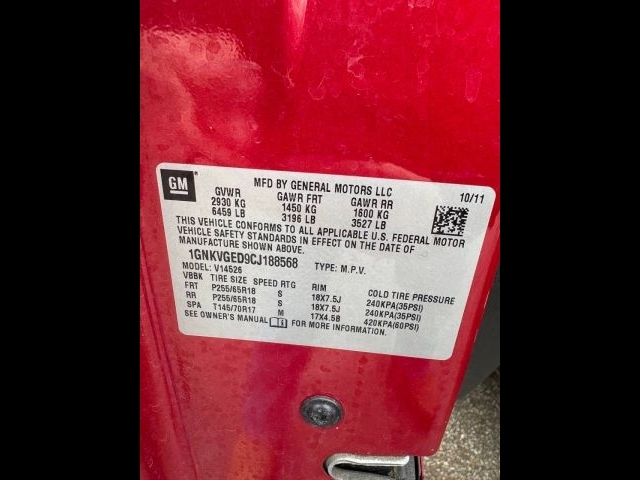 GM
MFD BY GENERAL MOTORS LLC
10/11
GVWR GAWR FRT GAWR RR
2930 KG 1450 KG 1600 KG
6459 LB 3196 LB 3527 LB
THIS VEHICLE CONFORMS TO ALL APPLICABLE U.S. FEDERAL MOTOR
VEHICLE SAFETY STANDARDS IN EFFECT ON THE DATE OF
MANUFACTURE SHOWN ABOVE.
1GNKVGED9CJ188568 TYPE: M.P.V.
MODEL: V14526
VBBK TIRE SIZE SPEED RTG RIM COLD TIRE PRESSURE
FRT P255/65R18 S 18X7.5J 240KPA(35PSI)
RR P255/65R18 S 18X7.5J 240KPA(35PSI)
SPA T145/70R17 M 17X4.5B 420KPA(60PSI)
SEE OWNER'S MANUAL FOR MORE INFORMATION.